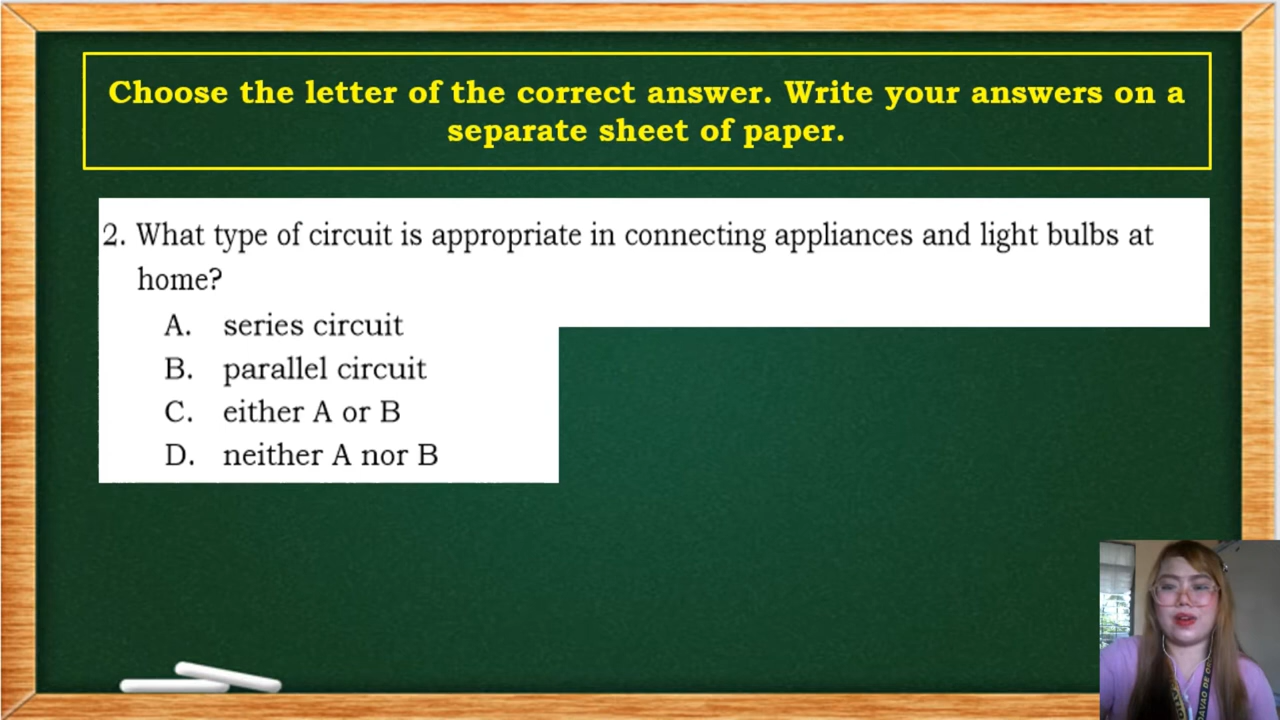 Choose the letter of the correct answer. Write your answers on a
separate sheet of paper.
2. What type of circuit is appropriate in connecting appliances and light bulbs at
home?
A. series circuit
B. parallel circuit
C. either A or B
D. neither A nor B